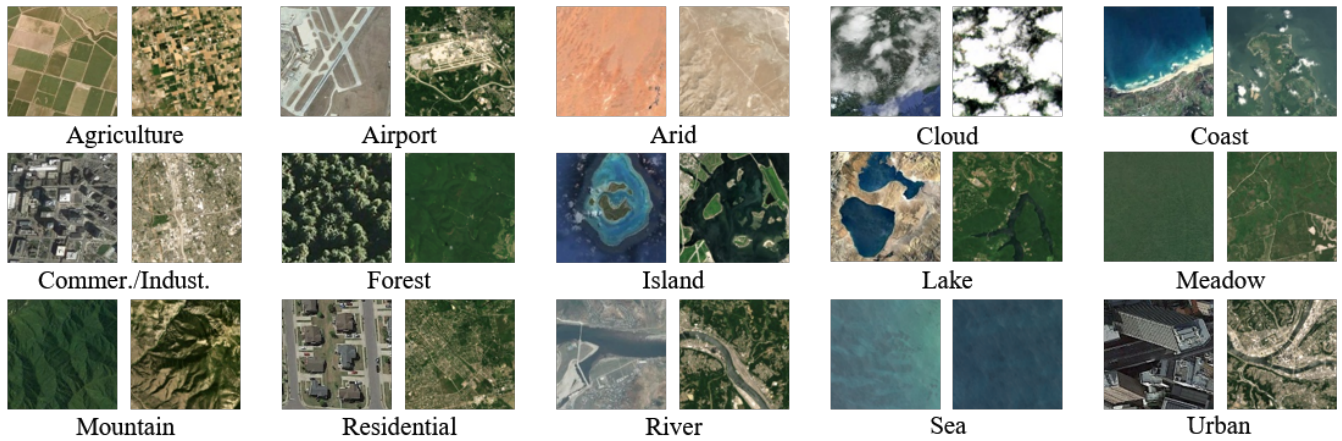 Agriculture
Airport
Arid
Cloud
Coast
Commer./Indust.
Forest
Island
Lake
Meadow
Mountain
Residential
River
Sea
Urban